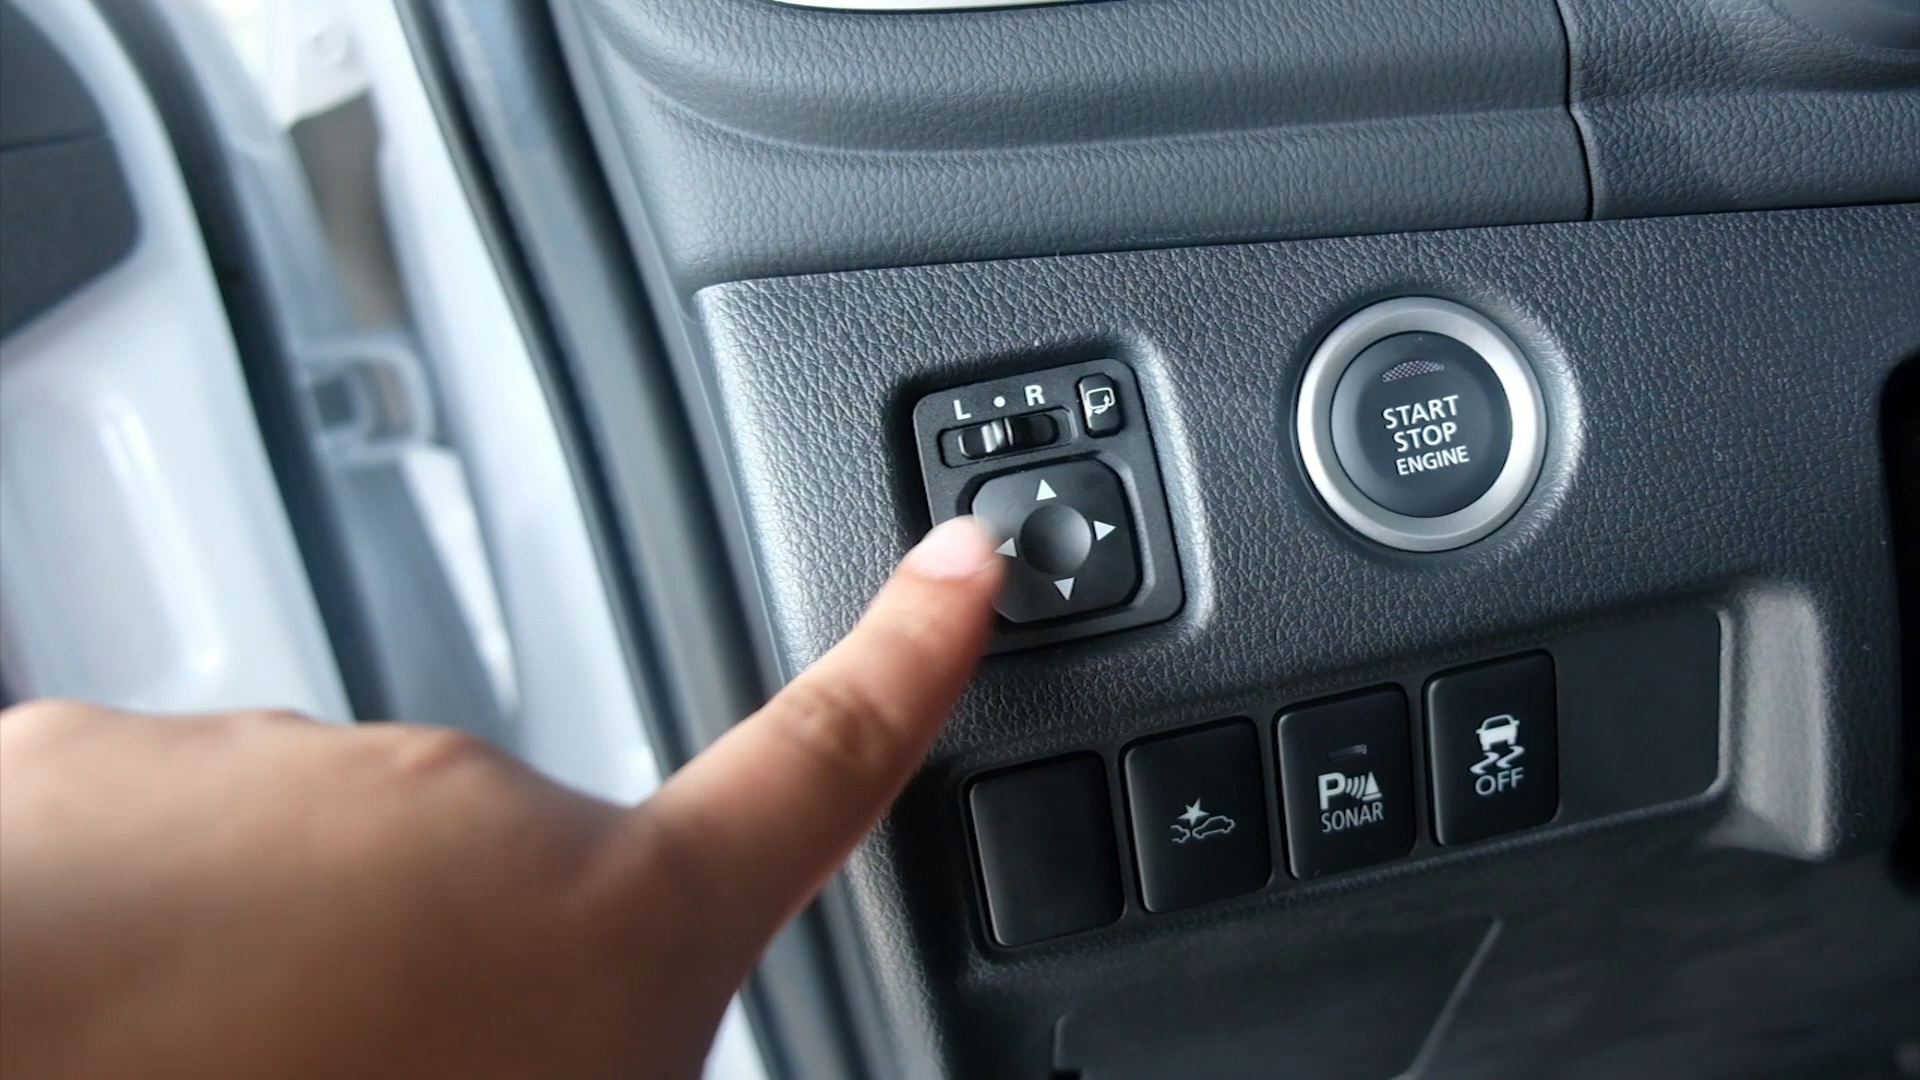 L • R
START
STOP
ENGINE
P
SONAR
OFF